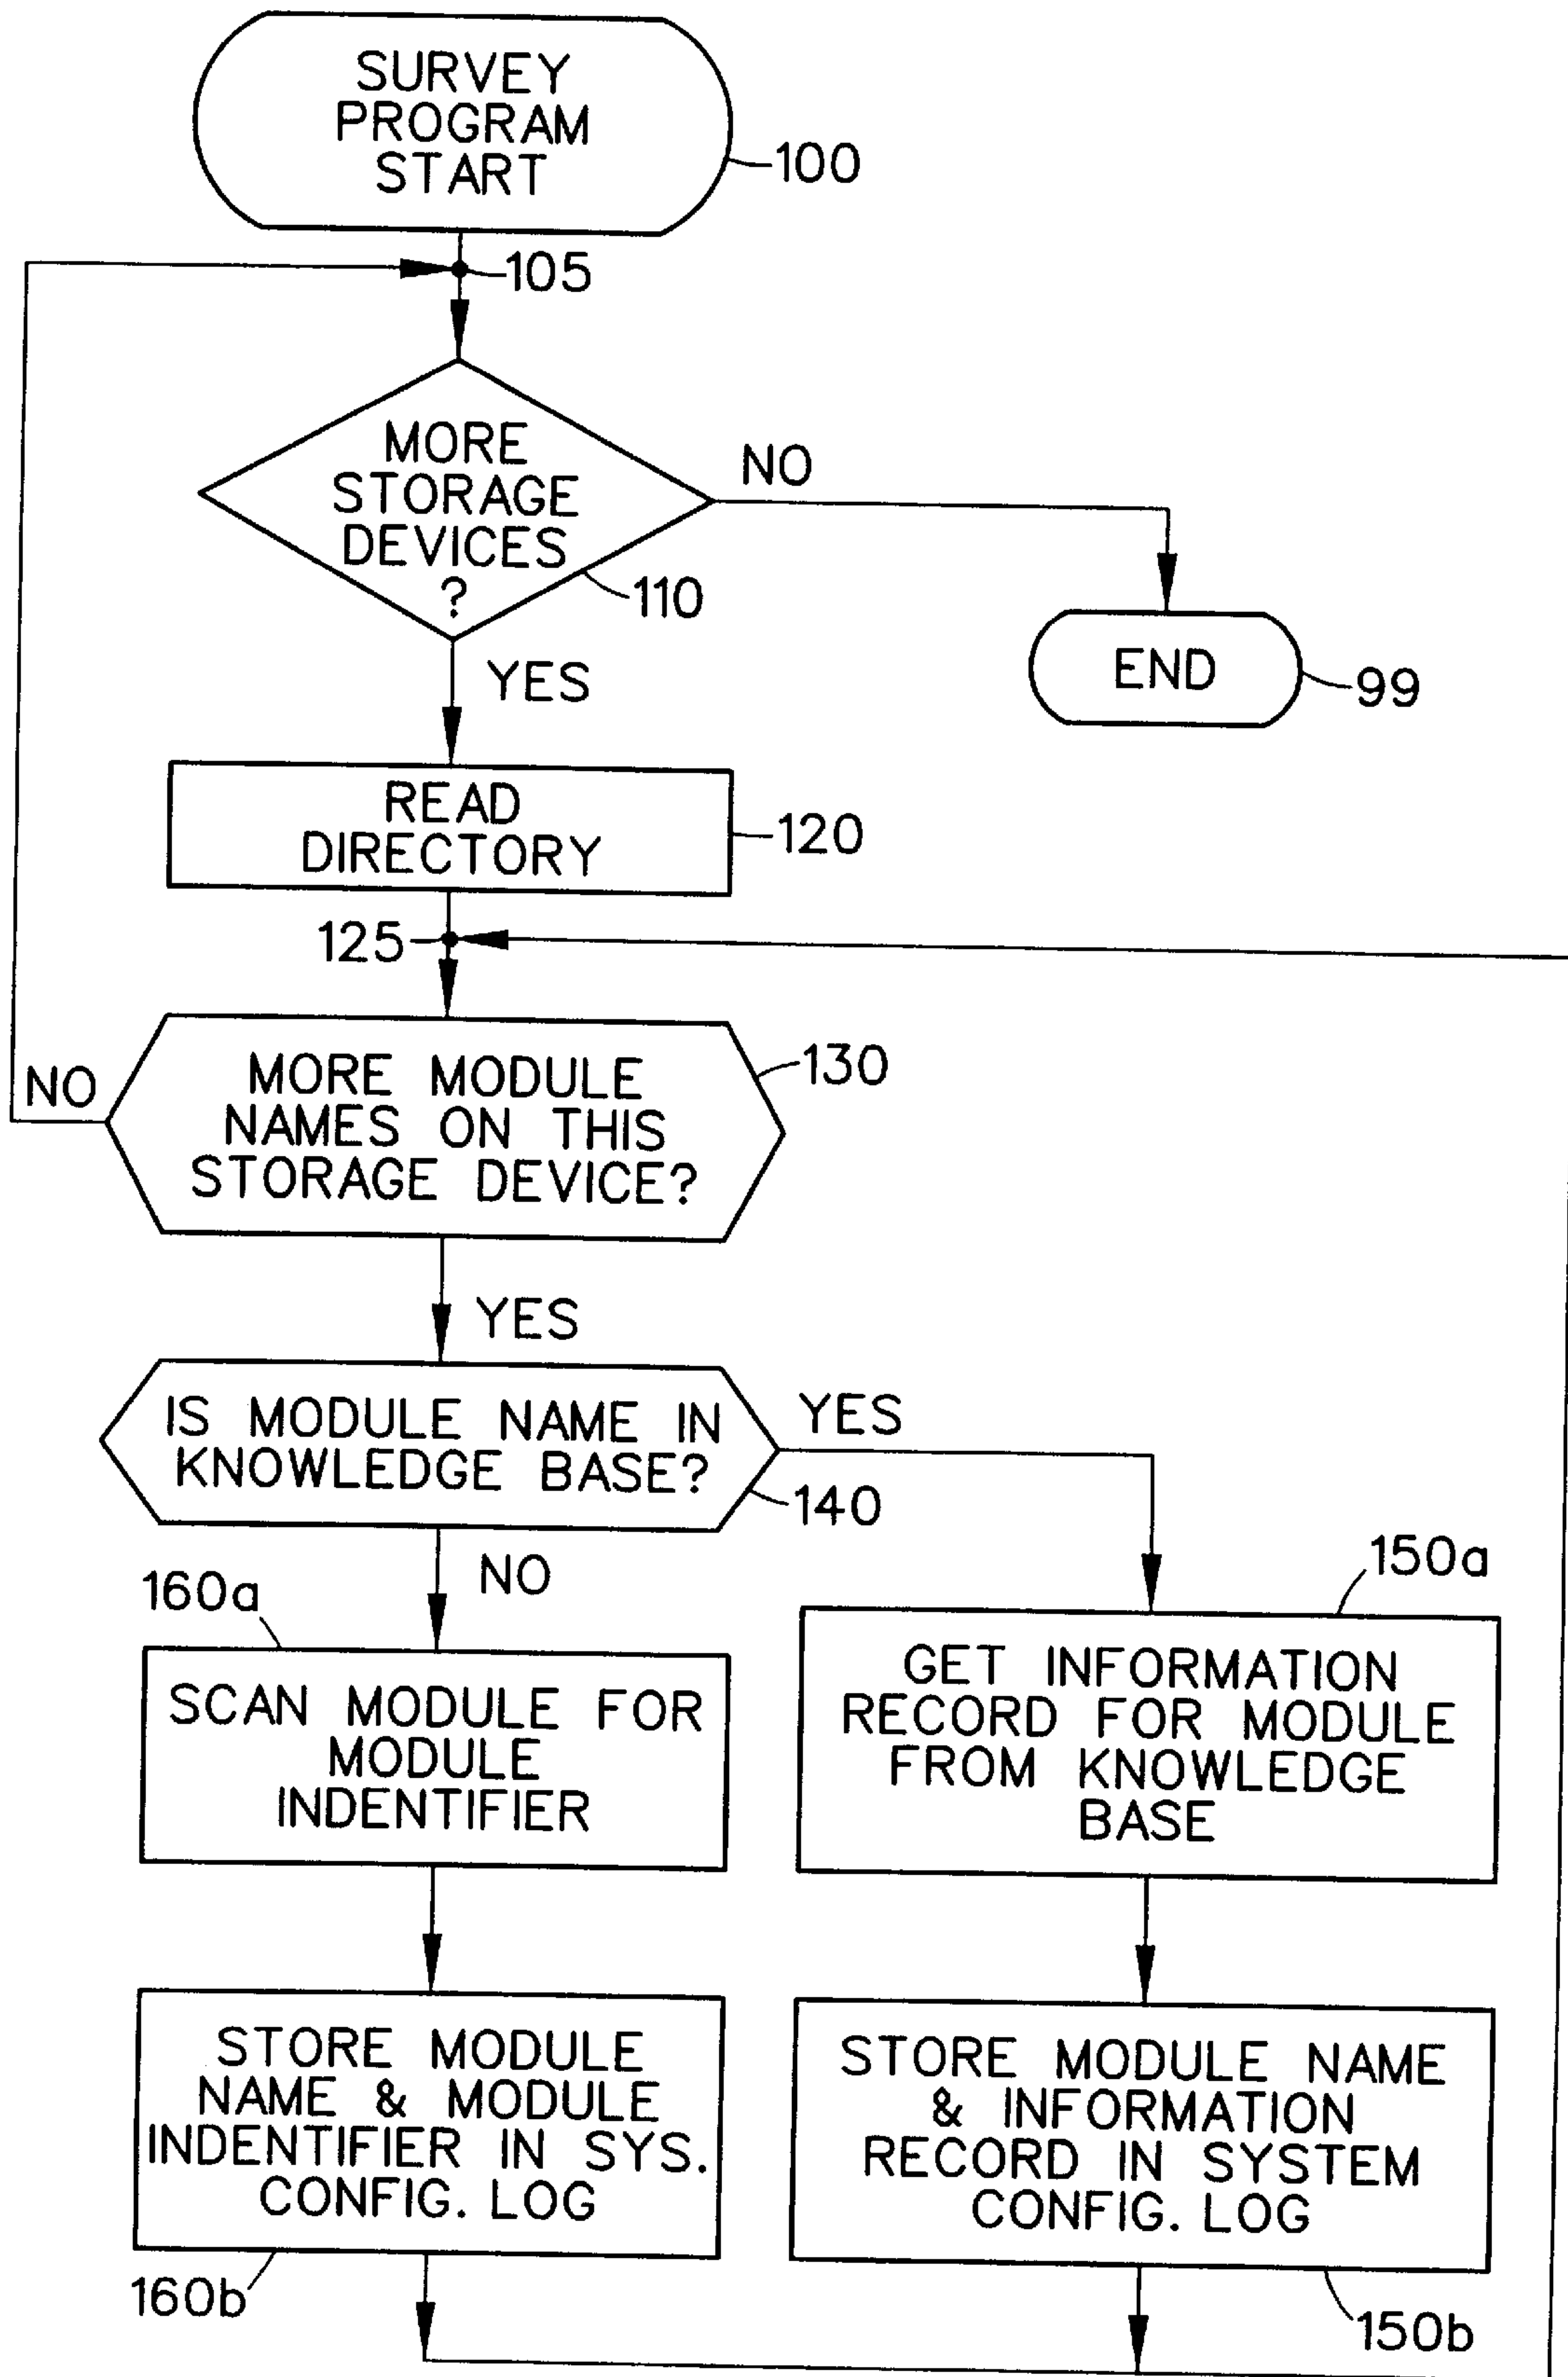 SURVEY
PROGRAM
START
100
105
MORE
STORAGE
DEVICES
?
110
NO
END
99
YES
READ
DIRECTORY
120
125
MORE MODULE
NAMES ON THIS
STORAGE DEVICE?
130
NO
YES
IS MODULE NAME IN
KNOWLEDGE BASE?
140
YES
NO
160a
SCAN MODULE FOR
MODULE
INDENTIFIER
150a
GET INFORMATION
RECORD FOR MODULE
FROM KNOWLEDGE
BASE
STORE MODULE
NAME & MODULE
INDENTIFIER IN SYS.
CONFIG. LOG
160b
STORE MODULE NAME
& INFORMATION
RECORD IN SYSTEM
CONFIG. LOG
150b